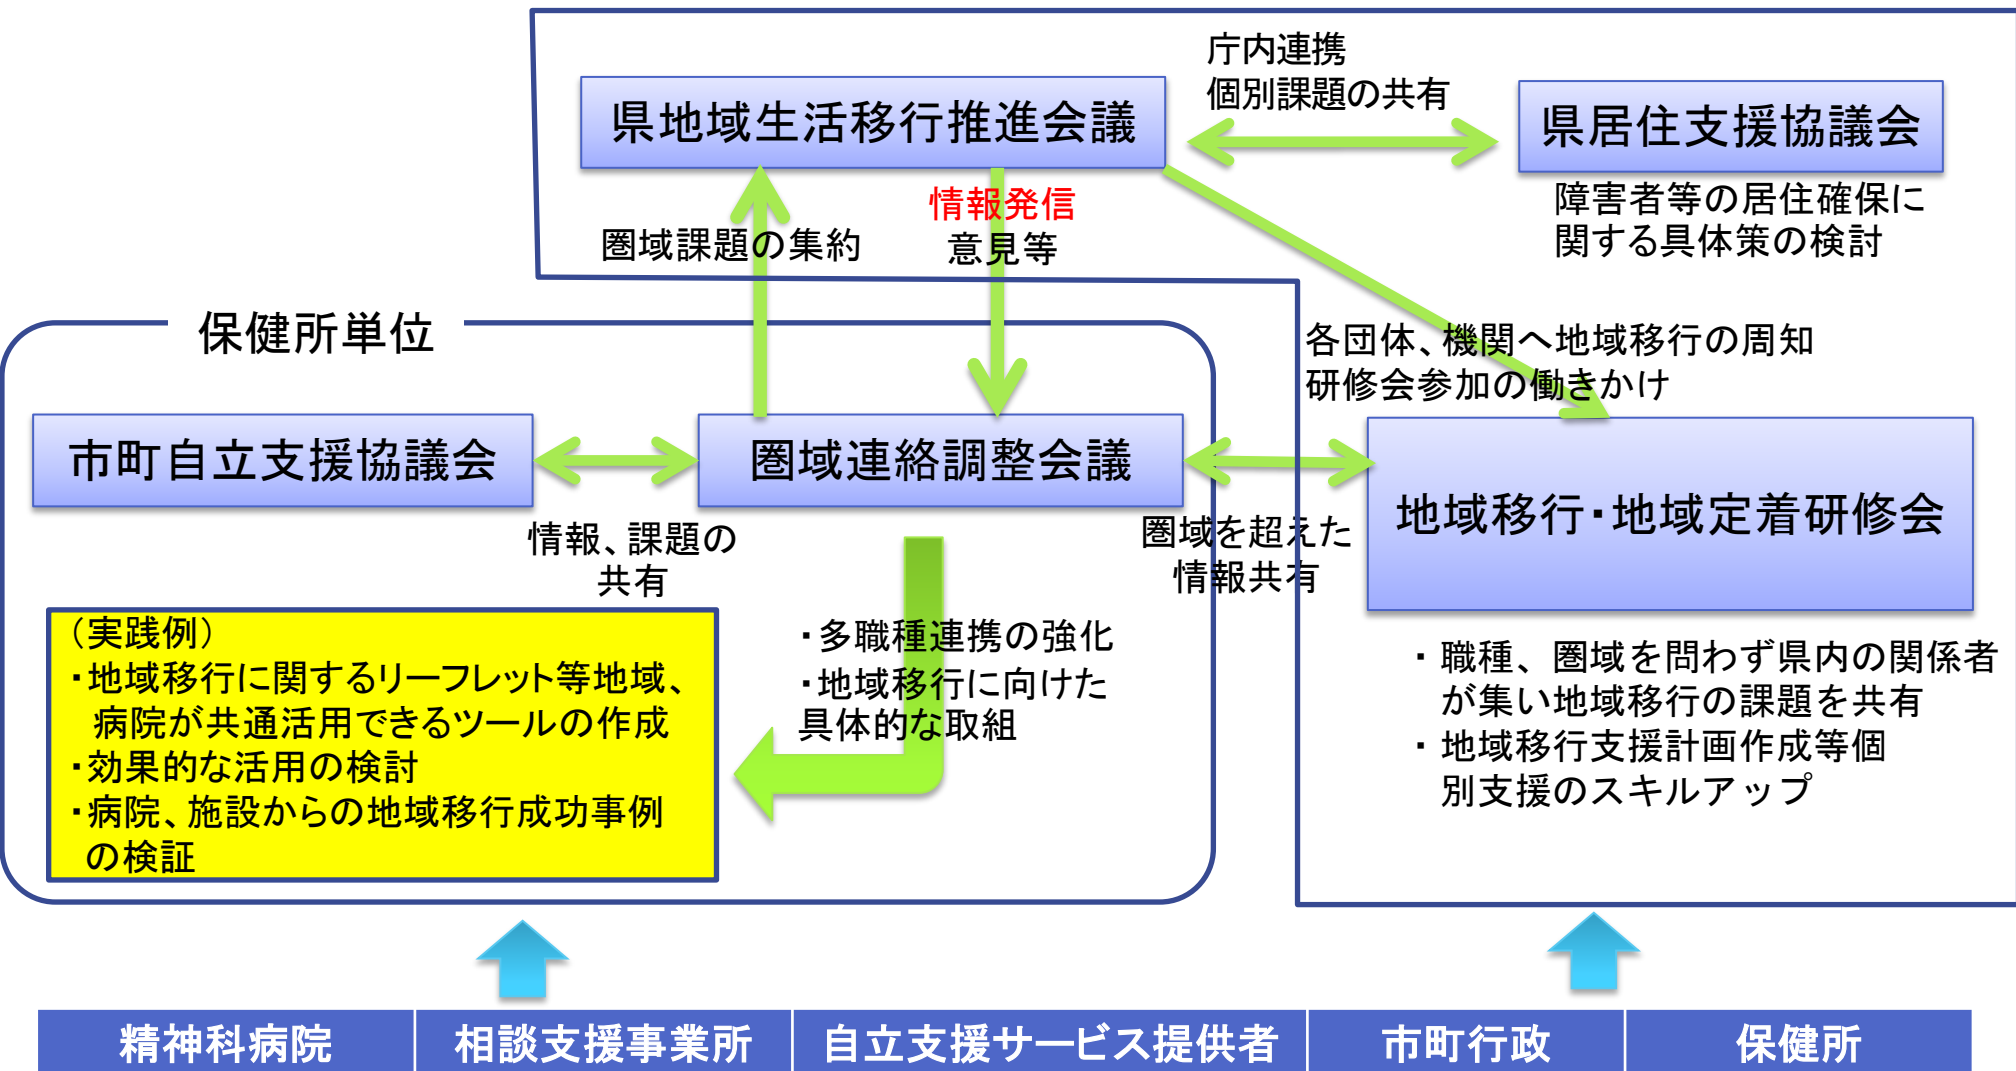 庁内連携
個別課題の共有
県地域生活移行推進会議
県居住支援協議会
障害者等の居住確保に
関する具体策の検討
情報発信
意見等
圏域課題の集約
保健所単位
各団体、機関へ地域移行の周知
研修会参加の働きかけ
市町自立支援協議会
圏域連絡調整会議
地域移行・地域定着研修会
情報、課題の
共有
圏域を超えた
情報共有
（実践例）
・地域移行に関するリーフレット等地域、
病院が共通活用できるツールの作成
・効果的な活用の検討
・病院、施設からの地域移行成功事例
の検証
・多職種連携の強化
・地域移行に向けた
具体的な取組
・職種、圏域を問わず県内の関係者
が集い地域移行の課題を共有
・地域移行支援計画作成等個
別支援のスキルアップ
精神科病院
相談支援事業所
自立支援サービス提供者
市町行政
保健所